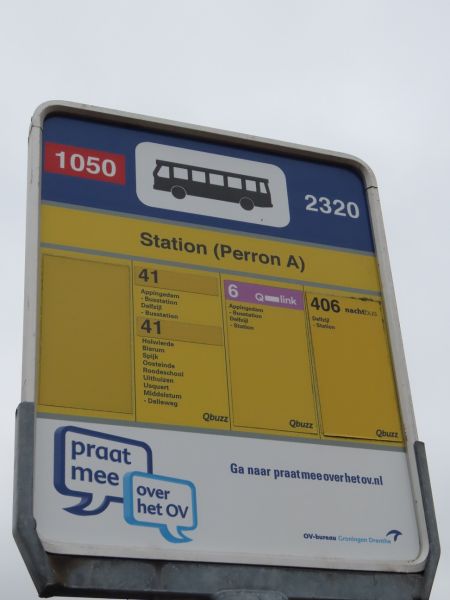 1050
2320
Station (Perron A)
41
Appingedam
- Busstation
Delfzijl
- Busstation
41
Holwierde
Bierum
Spijk
Oosteinde
Roodeschool
Uithuizen
Usquert
Middelstum
- Delleweg
Qbuzz
6 Q link
Appingedam
- Busstation
Delfzijl
- Station
Qbuzz
406 nachtbus
Delfzijl
- Station
Qbuzz
praat
mee
over
het OV
Ga naar praatmeeoverhetov.nl
OV-bureau Groningen Drenthe